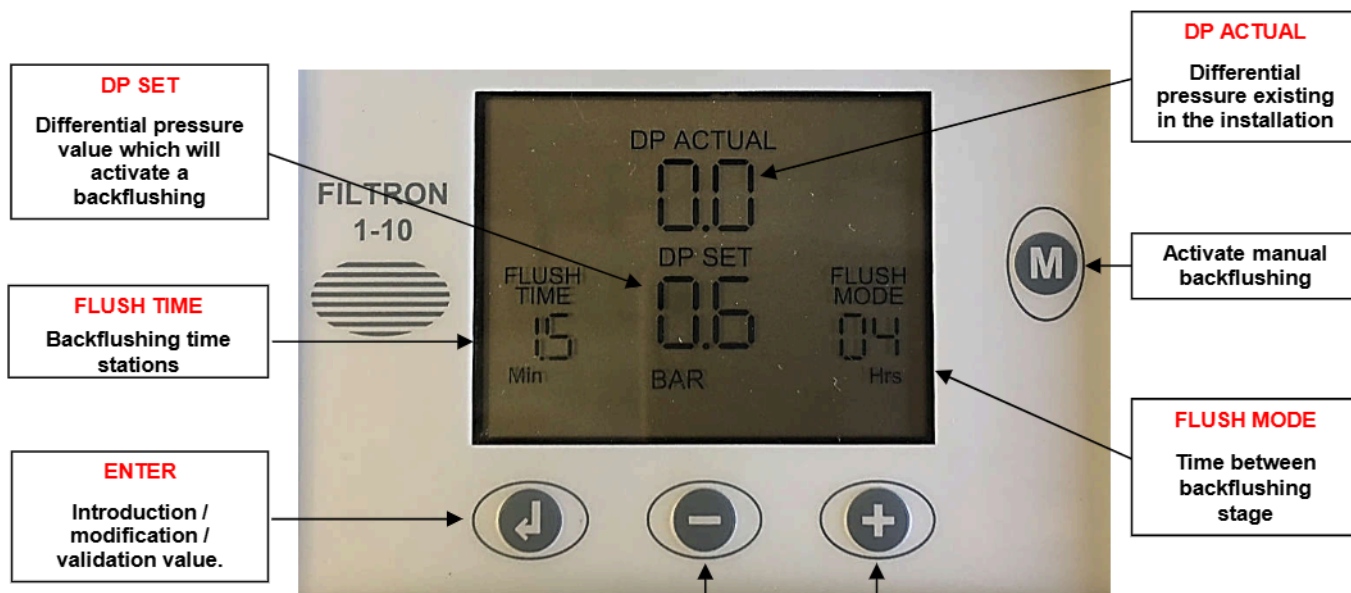 DP ACTUAL
Differential
pressure existing
in the installation
DP SET
Differential pressure
value which will
activate a
backflushing
FILTRON
1-10
DP ACTUAL
0.0
DP SET
0.6
BAR
FLUSH
TIME
1.5
Min
FLUSH
MODE
04
Hrs
M
Activate manual
backflushing
FLUSH TIME
Backflushing time
stations
FLUSH MODE
Time between
backflushing
stage
ENTER
Introduction /
modification /
validation value.